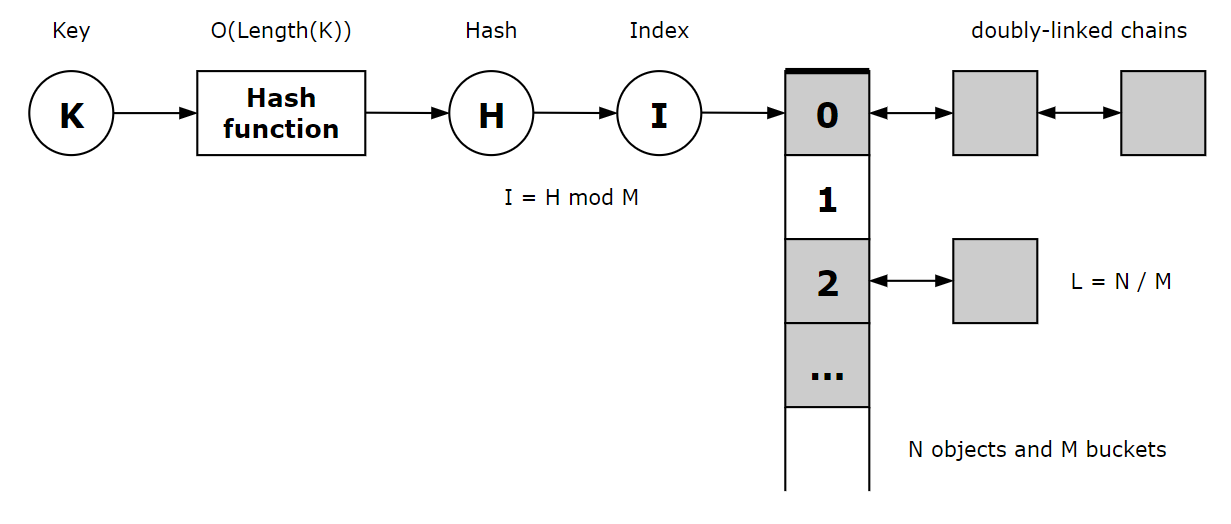 Key
O(Length(K))
Hash
Index
doubly-linked chains
K
Hash
function
H
I
0
I = H mod M
1
2
L = N / M
...
N objects and M buckets